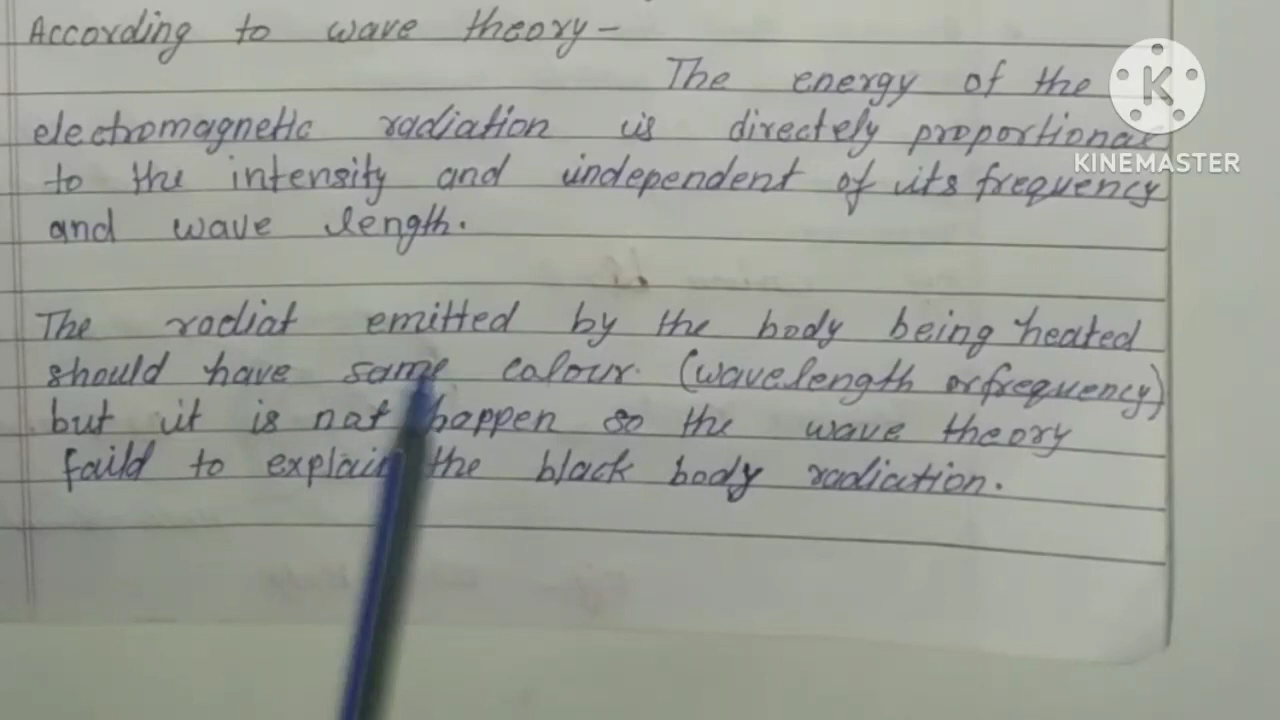 According to wave theory -
The energy of the
electromagnetic radiation is directely proportional
to the intensity and independent of its frequency
and wave length.
The radiat emitted by the body being heated
should have same colour. (wavelength or frequency)
but it is not happen so the wave theory
faild to explain the black body radiation.
K
KINEMASTER